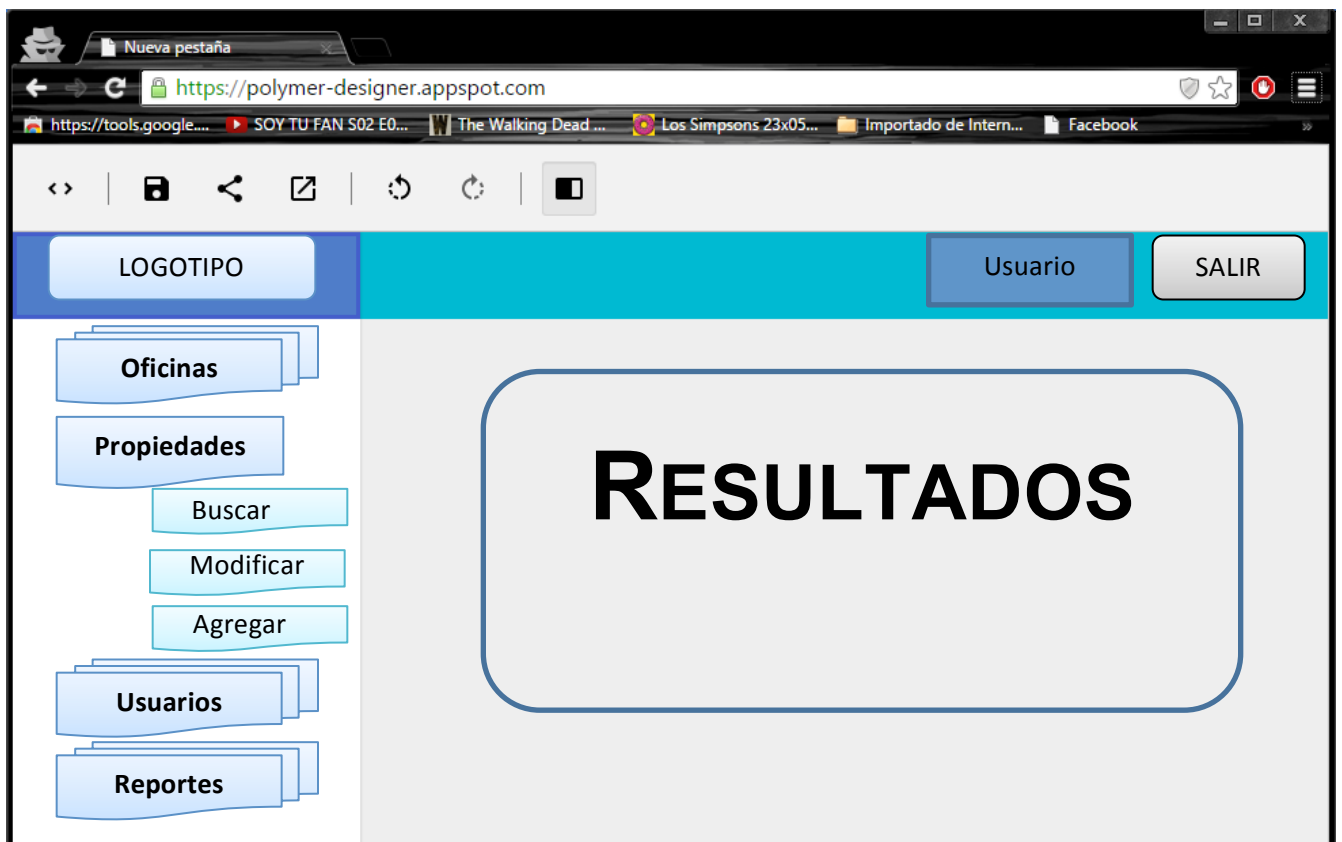 Nueva pestaña
https://polymer-designer.appspot.com
https://tools.google.... SOY TU FAN S02 E0... The Walking Dead ... Los Simpsons 23x05... Importado de Intern... Facebook »
LOGOTIPO Usuario SALIR
Oficinas
Propiedades
Buscar
Modificar
Agregar
Usuarios
Reportes
RESULTADOS